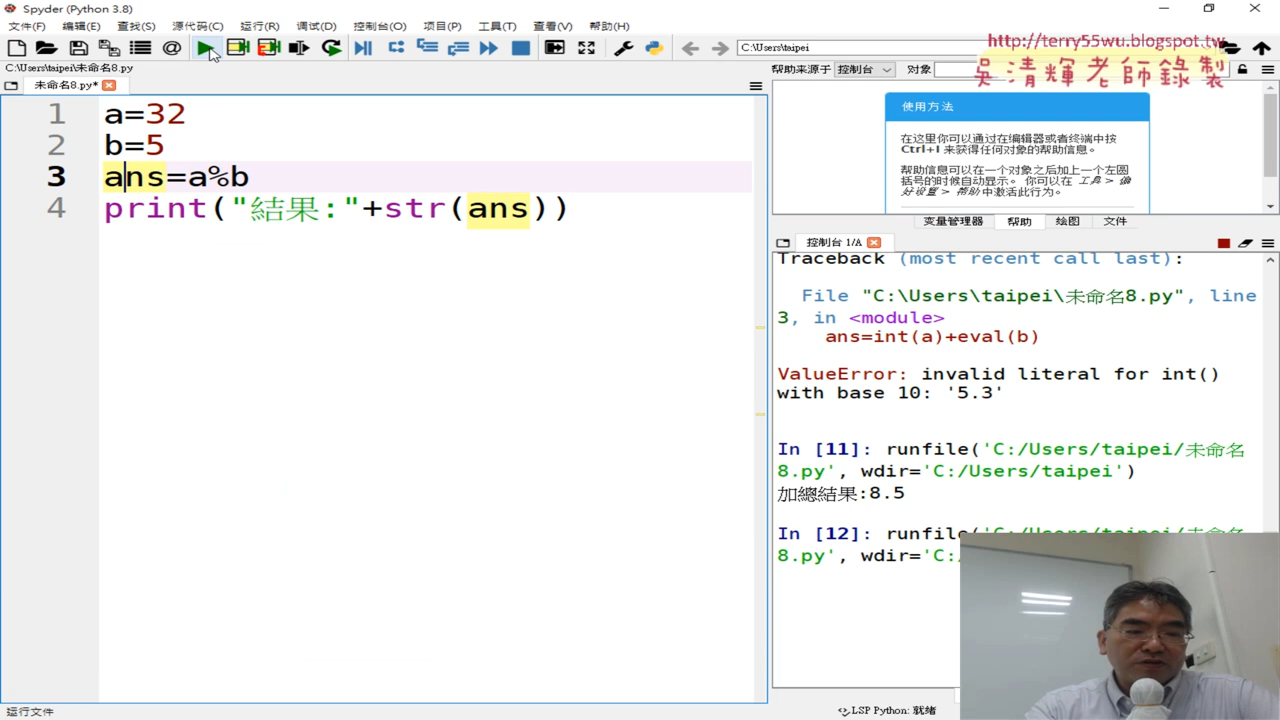 Spyder (Python 3.8)
文件(F) 编辑(E) 查找(S) 源代码(C) 运行(R) 调试(D) 控制台(O) 项目(P) 工具(T) 查看(V) 帮助(H)
C:\Users\taipei
http://terry55wu.blogspot.tw
吳清輝老師錄製
C:\Users\taipei\未命名8.py
未命名8.py*
1 a=32
2 b=5
3 ans=a%b
4 print("結果:"+str(ans))
帮助来源于 控制台 对象
使用方法
在这里你可以通过在编辑器或者终端中按
Ctrl+I 来获得任何对象的帮助信息。
帮助信息可以在一个对象之后加上一个左圆
括号的时候自动显示。 你可以在 工具 > 偏
好设置 > 帮助 中激活此行为。
变量管理器 帮助 绘图 文件
控制台 1/A
Traceback (most recent call last):
File "C:\Users\taipei\未命名8.py", line
3, in <module>
ans=int(a)+eval(b)
ValueError: invalid literal for int()
with base 10: '5.3'
In [11]: runfile('C:/Users/taipei/未命名
8.py', wdir='C:/Users/taipei')
加總結果:8.5
In [12]: runfile('C:/Users/taipei/未命名
8.py', wdir='C:/
运行文件
LSP Python: 就绪